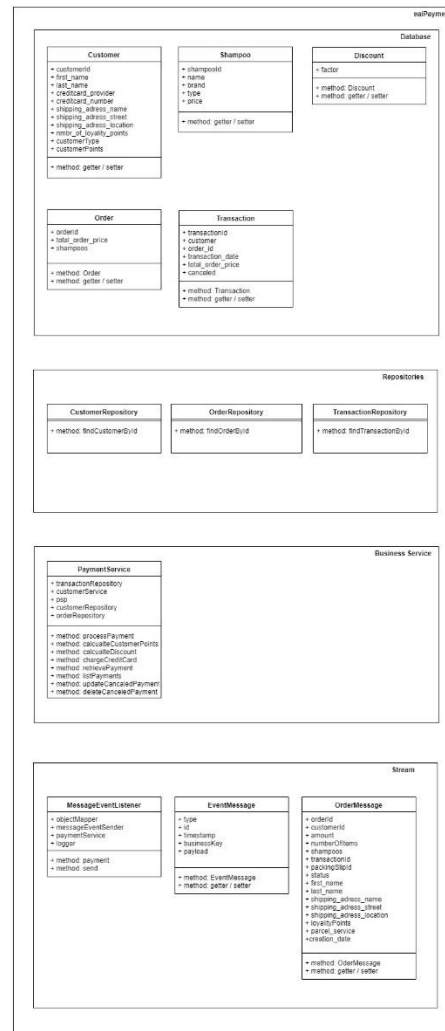 eaiPayme
Database
Customer
+ customerId
+ first_name
+ last_name
+ creditcard_provider
+ creditcard_number
+ shipping_adress_name
+ shipping_adress_street
+ shipping_adress_location
+ nmbr_of_loyality_points
+ customerType
+ customerPoints
+ method: getter / setter
Shampoo
+ shampooId
+ name
+ brand
+ type
+ price
+ method: getter / setter
Discount
+ factor
+ method: Discount
+ method: getter / setter
Order
+ orderId
+ total_order_price
+ shampoos
+ method: Order
+ method: getter / setter
Transaction
+ transactionId
+ customer
+ order_id
+ transaction_date
+ total_order_price
+ canceled
+ method: Transaction
+ method: getter / setter
Repositories
CustomerRepository
+ method: findCustomerById
OrderRepository
+ method: findOrderById
TransactionRepository
+ method: findTransactionById
Business Service
PaymentService
+ transactionRepository
+ customerService
+ psp
+ customerRepository
+ orderRepository
+ method: processPayment
+ method: calcualteCustomerPoints
+ method: calcualteDiscount
+ method: chargeCreditCard
+ method: retrievePayment
+ method: listPayments
+ method: updateCancaledPayment
+ method: deleteCanceledPayment
Stream
MessageEventListener
+ objectMapper
+ messageEventSender
+ paymentService
+ logger
+ method: payment
+ method: send
EventMessage
+ type
+ id
+ timestamp
+ businessKey
+ payload
+ method: EventMessage
+ method: getter / setter
OrderMessage
+ orderId
+ customerId
+ amount
+ numberOfItems
+ shampoos
+ transactionId
+ packingSlipId
+ status
+ first_name
+ last_name
+ shipping_adress_name
+ shipping_adress_street
+ shipping_adress_location
+ loyalityPoints
+ parcel_service
+creation_date
+ method: OderMessage
+ method: getter / setter